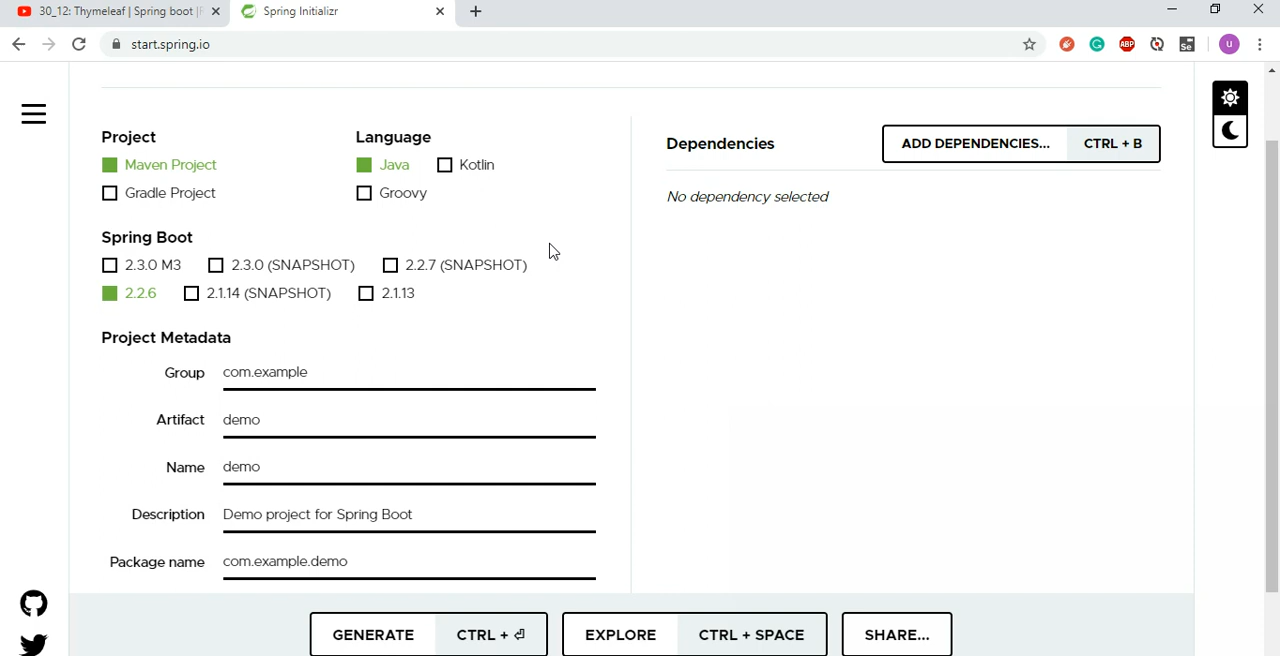 30_12: Thymeleaf | Spring boot |
Spring Initializr
start.spring.io
ABP
Se
u
Project
Language
Dependencies
ADD DEPENDENCIES... CTRL + B
Maven Project
Java
Kotlin
No dependency selected
Gradle Project
Groovy
Spring Boot
2.3.0 M3
2.3.0 (SNAPSHOT)
2.2.7 (SNAPSHOT)
2.2.6
2.1.14 (SNAPSHOT)
2.1.13
Project Metadata
Group com.example
Artifact demo
Name demo
Description Demo project for Spring Boot
Package name com.example.demo
GENERATE CTRL + ⏎
EXPLORE CTRL + SPACE
SHARE...